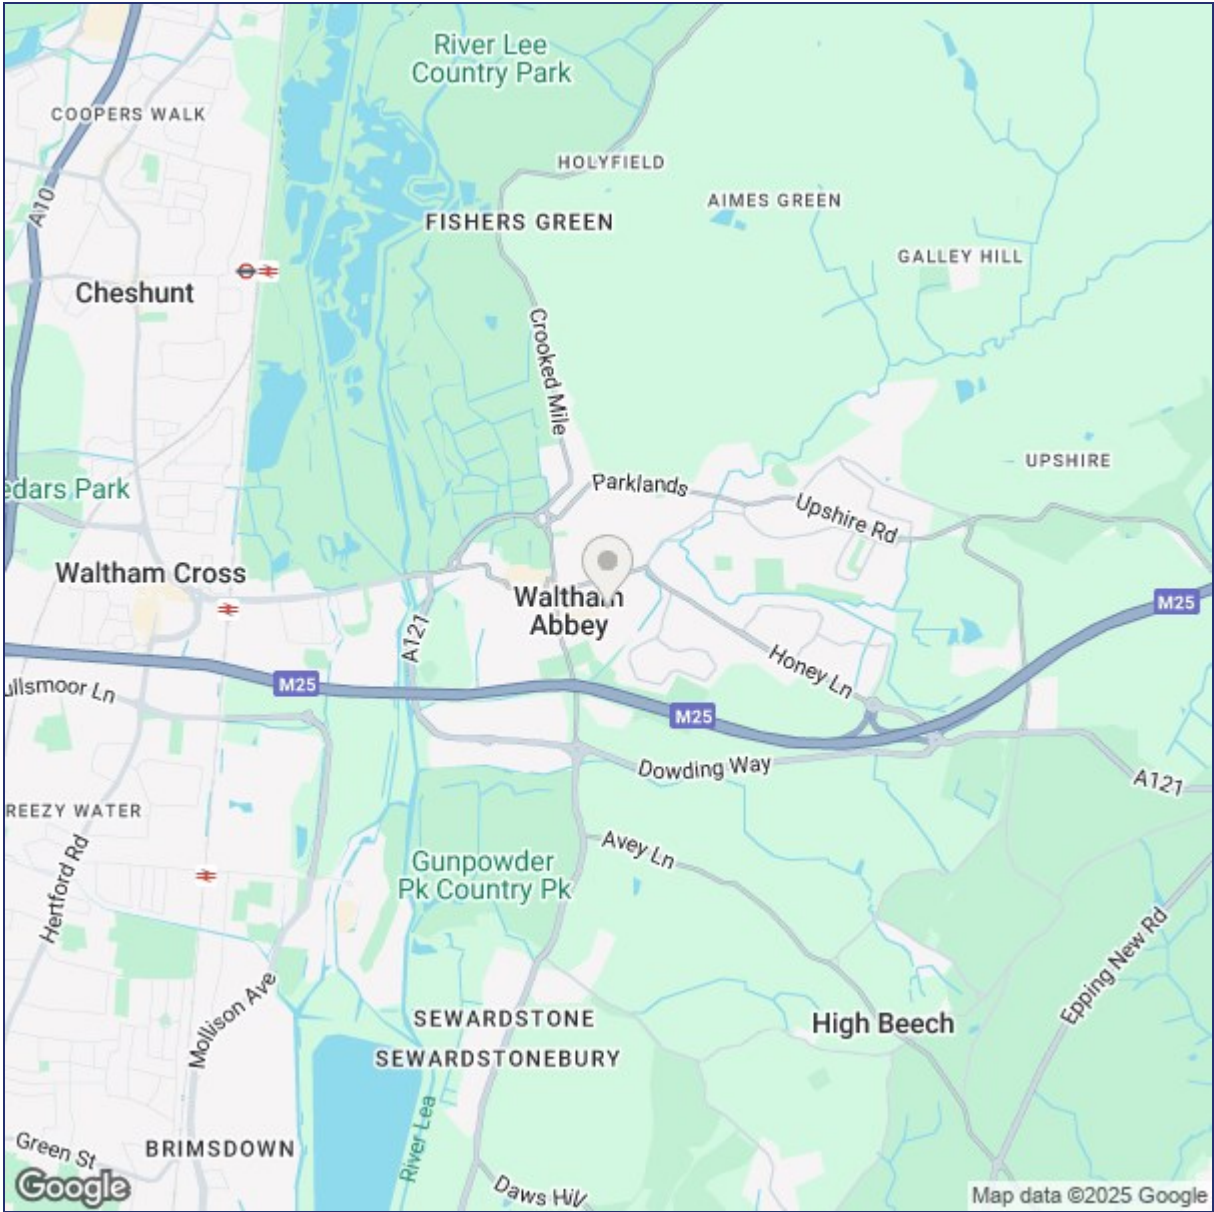 River Lee
Country Park
COOPERS WALK
HOLYFIELD
AIMES GREEN
A10
FISHERS GREEN
GALLEY HILL
Cheshunt
Crooked Mile
UPSHIRE
edars Park
Parklands
Upshire Rd
Waltham Cross
Waltham
Abbey
M25
A121
Honey Ln
ullsmoor Ln
M25
M25
Dowding Way
A121
REEZY WATER
Hertford Rd
Avey Ln
Gunpowder
Pk Country Pk
Epping New Rd
Mollison Ave
SEWARDSTONE
High Beech
SEWARDSTONEBURY
River Lea
Green St
BRIMSDOWN
Daws Hill
Google
Map data ©2025 Google